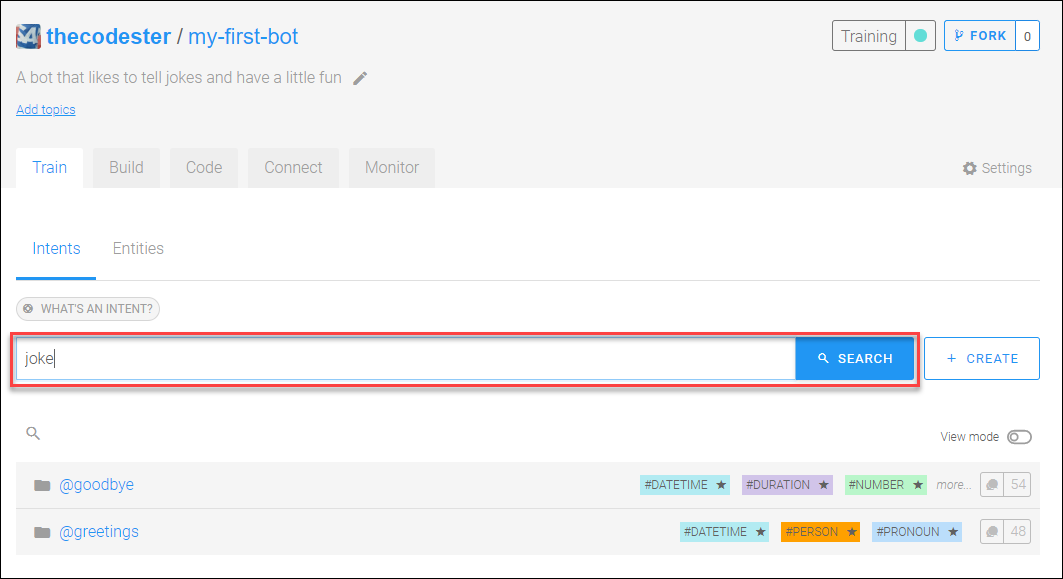 thecodester / my-first-bot
Training
FORK 0
A bot that likes to tell jokes and have a little fun
Add topics
Train Build Code Connect Monitor
Settings
Intents Entities
WHAT'S AN INTENT?
joke
SEARCH
+ CREATE
View mode
@goodbye #DATETIME ★ #DURATION ★ #NUMBER ★ more... 54
@greetings #DATETIME ★ #PERSON ★ #PRONOUN ★ 48